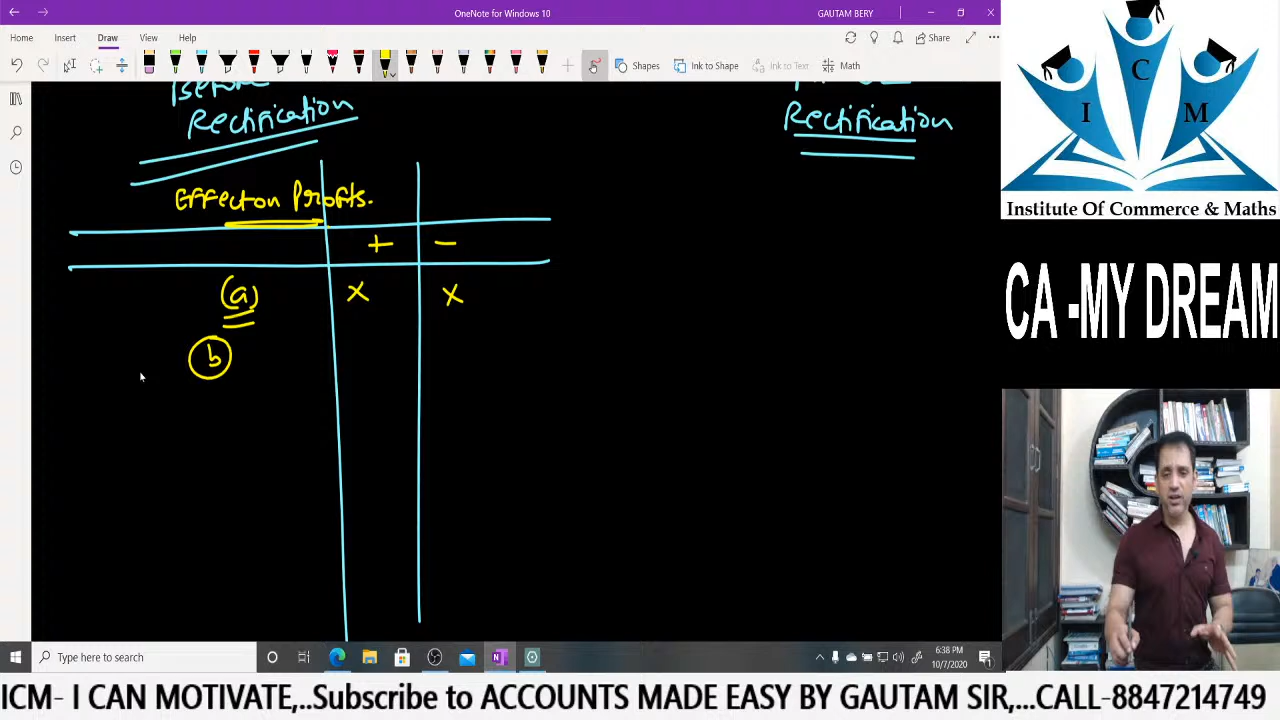 OneNote for Windows 10
GAUTAM BERY
Home Insert Draw View Help
Share
Shapes
Ink to Shape
Ink to Text
Math
Before
Rectification
Rectification
Effect on Profits.
+ -
(a) x x
b
I C M
Institute Of Commerce & Maths
CA -MY DREAM
Type here to search
6:38 PM
10/7/2020
ICM- I CAN MOTIVATE,..Subscribe to ACCOUNTS MADE EASY BY GAUTAM SIR,...CALL-8847214749